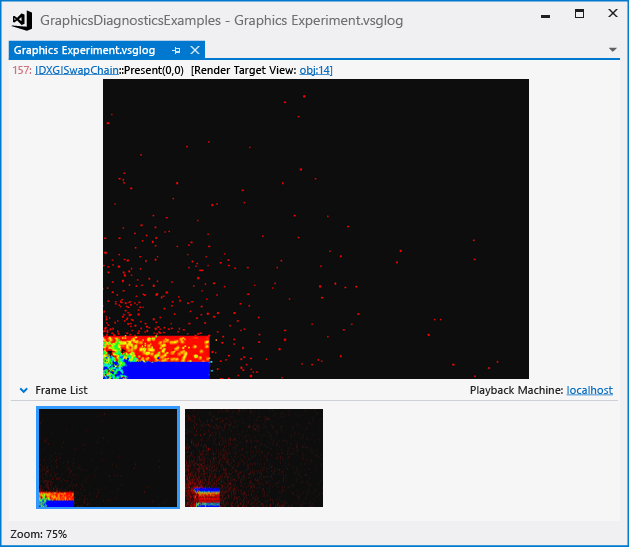 GraphicsDiagnosticsExamples - Graphics Experiment.vsglog
Graphics Experiment.vsglog
157: IDXGISwapChain::Present(0,0) [Render Target View: obj:14]
Frame List
Playback Machine: localhost
Zoom: 75%